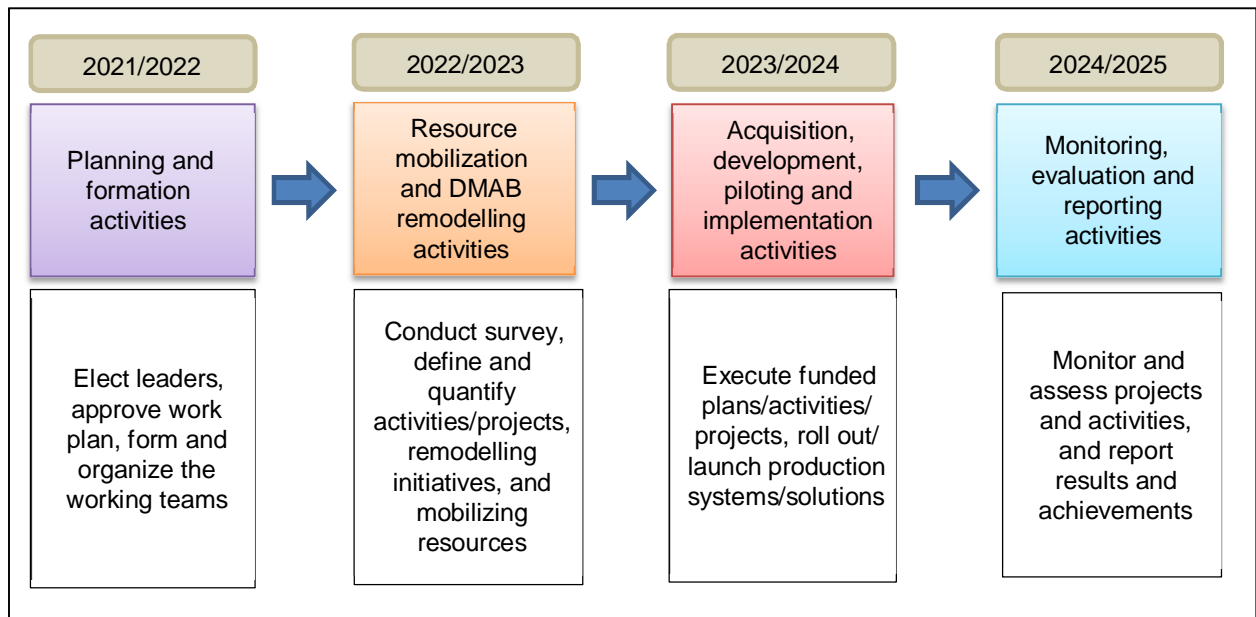 2021/2022
Planning and
formation
activities
Elect leaders,
approve work
plan, form and
organize the
working teams
2022/2023
Resource
mobilization
and DMAB
remodelling
activities
Conduct survey,
define and
quantify
activities/projects,
remodelling
initiatives, and
mobilizing
resources
2023/2024
Acquisition,
development,
piloting and
implementation
activities
Execute funded
plans/activities/
projects, roll out/
launch production
systems/solutions
2024/2025
Monitoring,
evaluation and
reporting
activities
Monitor and
assess projects
and activities,
and report
results and
achievements